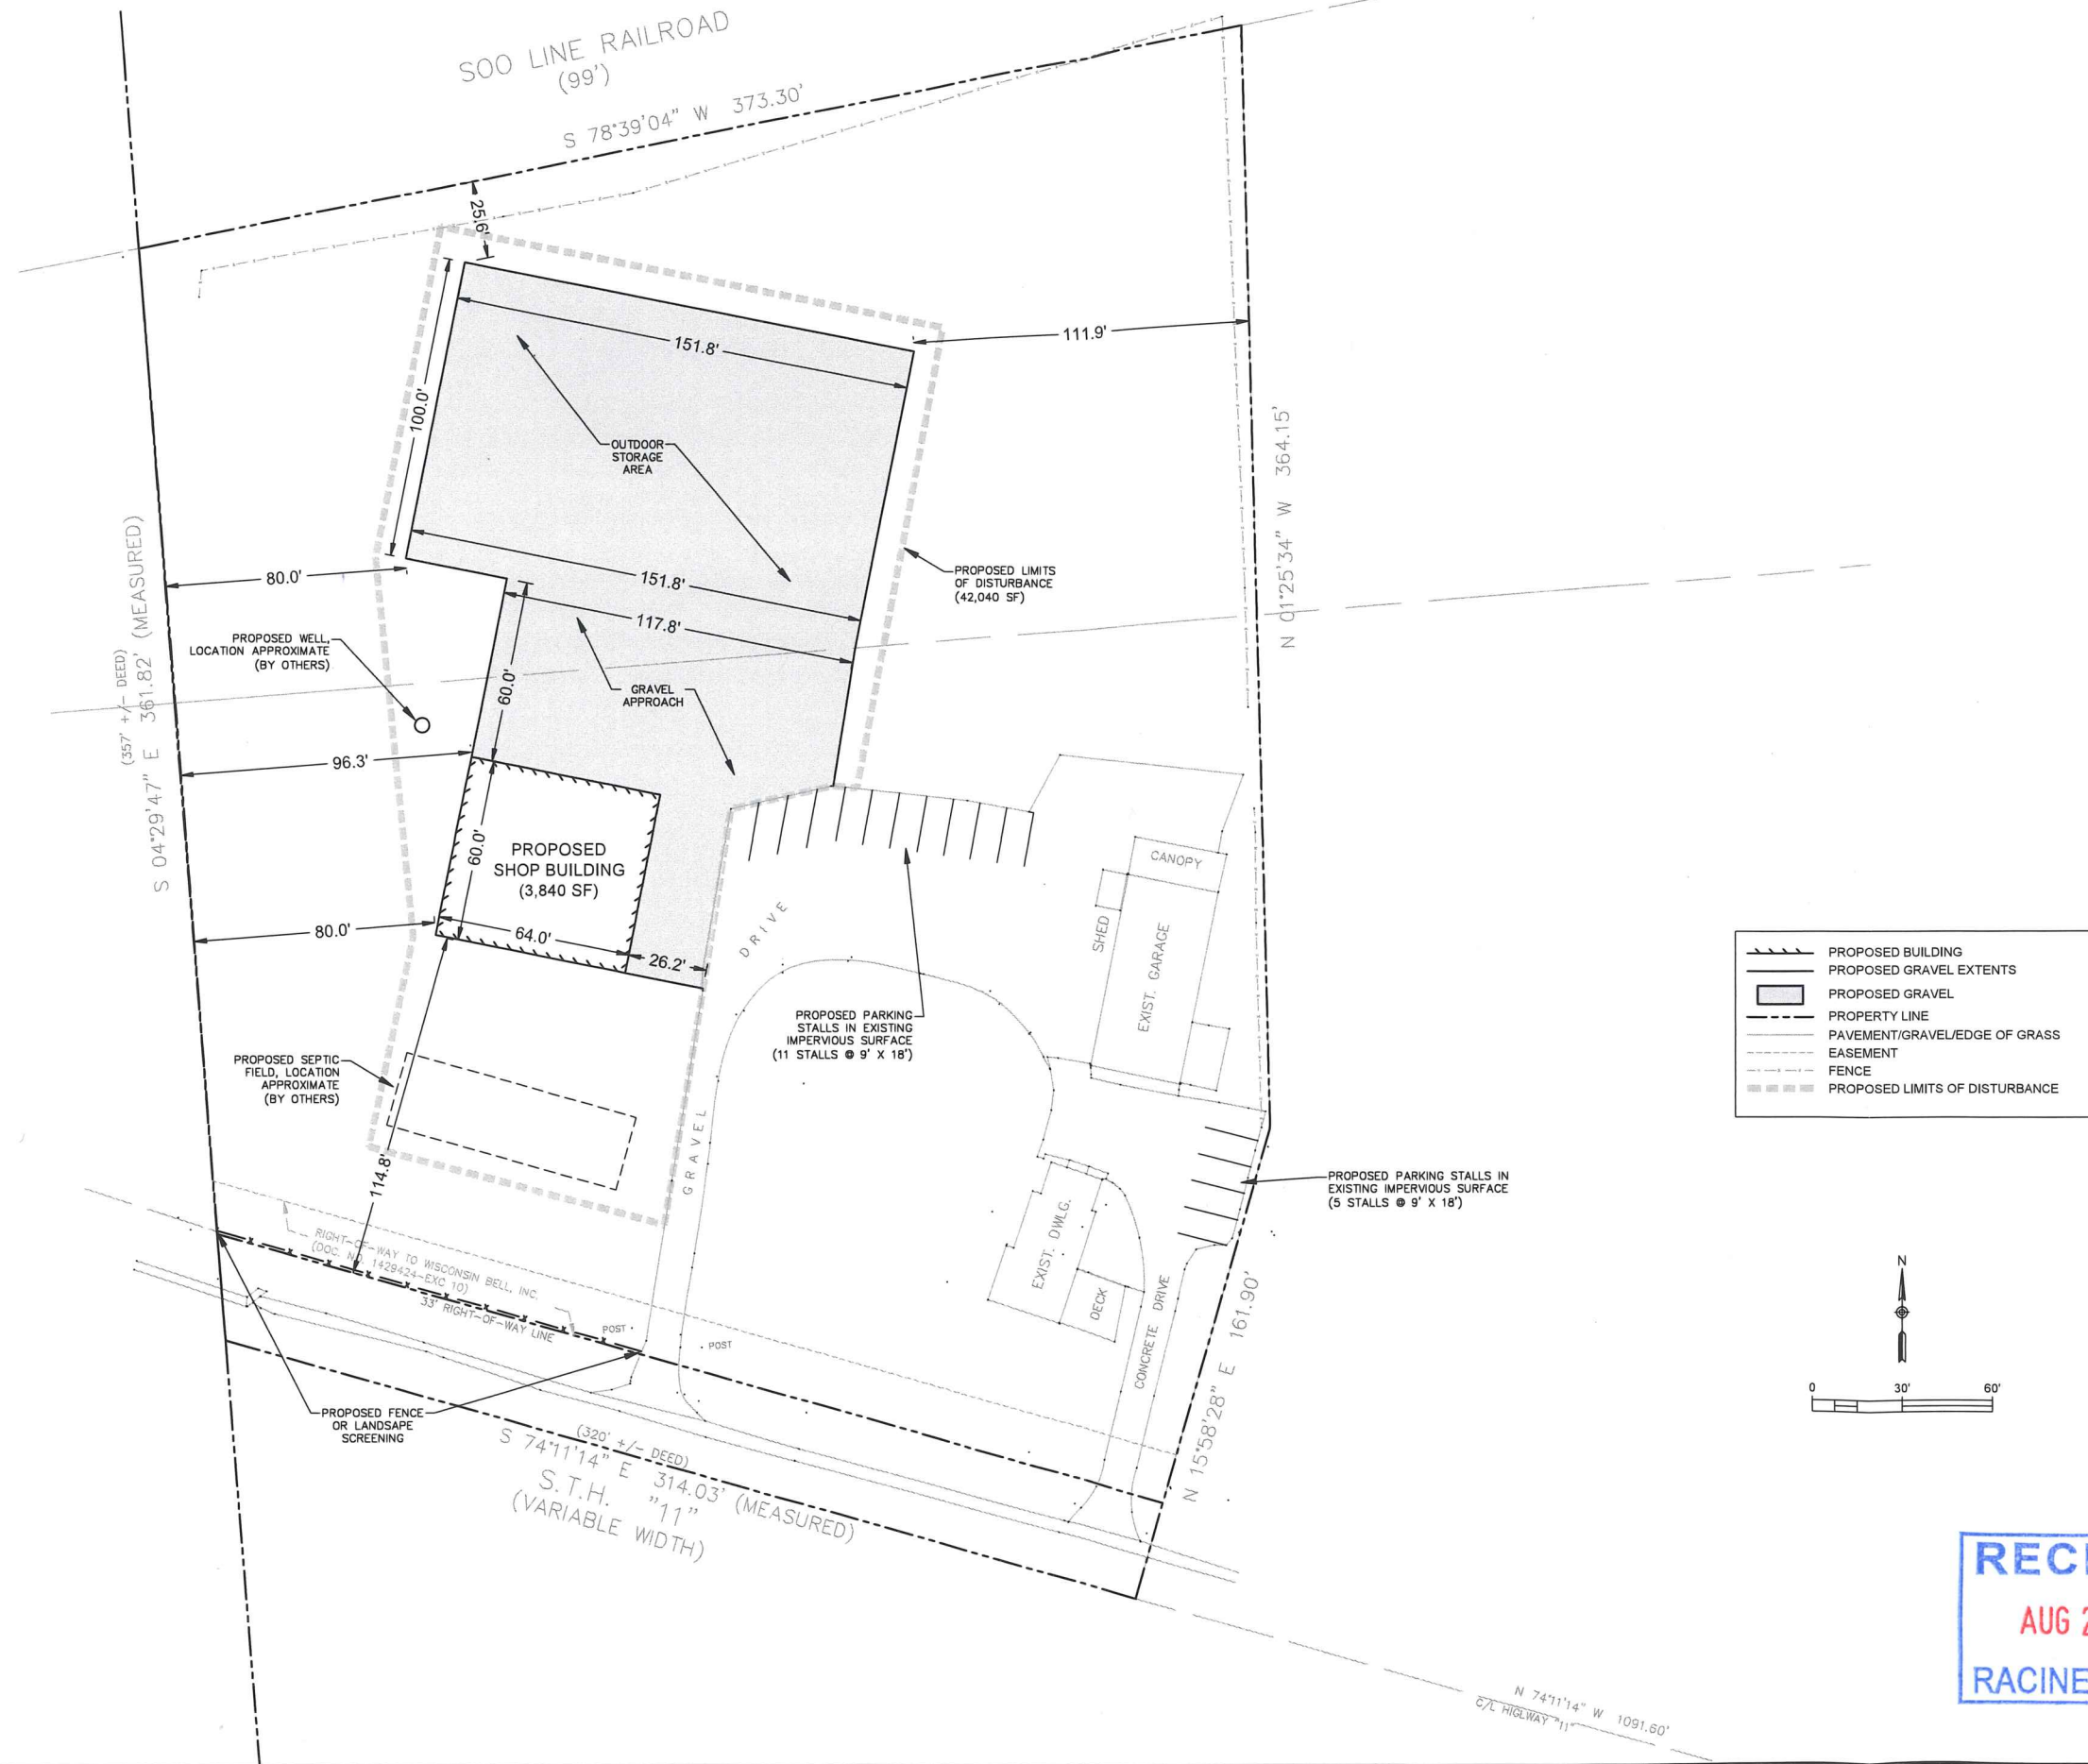 SOO LINE RAILROAD
(99')
S 78°39'04" W 373.30'
25.6'
151.8'
111.9'
100.0'
OUTDOOR
STORAGE
AREA
N 01°25'34" W 364.15'
PROPOSED LIMITS
OF DISTURBANCE
(42,040 SF)
80.0'
151.8'
117.8'
(357' +/- DEED)
S 04°29'47" E 361.82' (MEASURED)
PROPOSED WELL,
LOCATION APPROXIMATE
(BY OTHERS)
60.0'
GRAVEL
APPROACH
96.3'
PROPOSED
SHOP BUILDING
(3,840 SF)
60.0'
80.0'
64.0'
26.2'
GRAVEL DRIVE
CANOPY
SHED
EXIST. GARAGE
PROPOSED PARKING
STALLS IN EXISTING
IMPERVIOUS SURFACE
(11 STALLS @ 9' X 18')
PROPOSED SEPTIC
FIELD, LOCATION
APPROXIMATE
(BY OTHERS)
114.8'
PROPOSED PARKING STALLS IN
EXISTING IMPERVIOUS SURFACE
(5 STALLS @ 9' X 18')
EXIST. DWLG.
DECK
CONCRETE DRIVE
RIGHT-OF-WAY TO WISCONSIN BELL, INC.
(DOC. NO. 1429424-EXC 10)
33' RIGHT-OF-WAY LINE
POST
POST
N 15°58'28" E 161.90'
PROPOSED FENCE
OR LANDSAPE
SCREENING
(320' +/- DEED)
S 74°11'14" E 314.03' (MEASURED)
S.T.H. "11"
(VARIABLE WIDTH)
N 74°11'14" W 1091.60'
C/L HIGLWAY "11"
PROPOSED BUILDING
PROPOSED GRAVEL EXTENTS
PROPOSED GRAVEL
PROPERTY LINE
PAVEMENT/GRAVEL/EDGE OF GRASS
EASEMENT
FENCE
PROPOSED LIMITS OF DISTURBANCE
N
0 30' 60'
AUG 2
RACINE